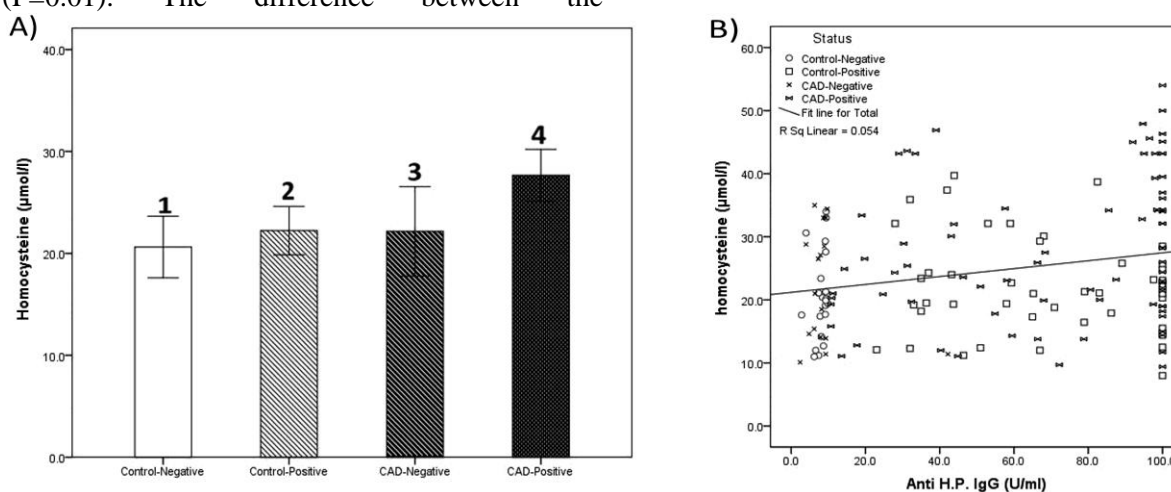 (P=0.01). The difference between the
A)
40.0
30.0
20.0
10.0
0.0
Homocysteine (µmol/l)
1
2
3
4
Control-Negative
Control-Positive
CAD-Negative
CAD-Positive
B)
Status
Control-Negative
Control-Positive
CAD-Negative
CAD-Positive
Fit line for Total
R Sq Linear = 0.054
60.0
50.0
40.0
30.0
20.0
10.0
0.0
homocysteine (µmol/l)
0.0 20.0 40.0 60.0 80.0 100.0
Anti H.P. IgG (U/ml)